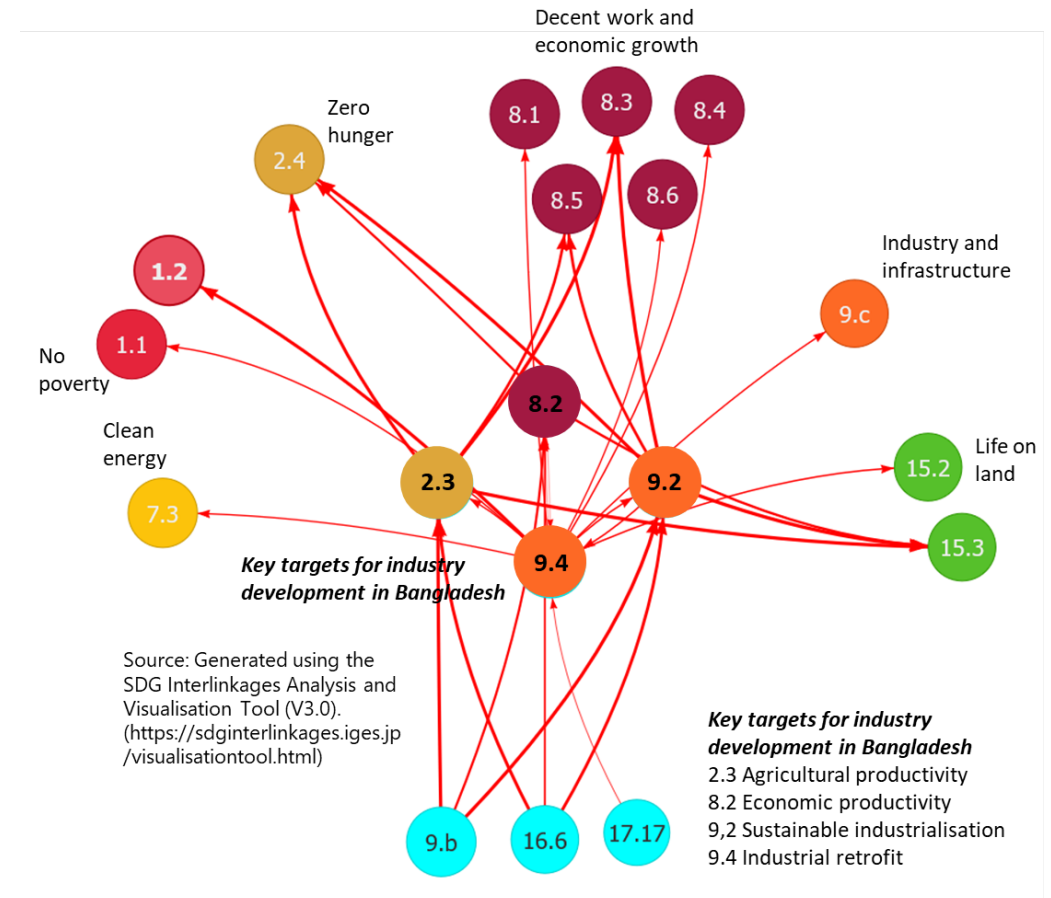 Decent work and
economic growth
8.1
8.3
8.4
Zero
hunger
2.4
8.5
8.6
1.2
Industry and
infrastructure
9.c
1.1
No
poverty
8.2
Clean
energy
2.3
9.2
15.2
Life on
land
7.3
15.3
9.4
Key targets for industry
development in Bangladesh
Source: Generated using the
SDG Interlinkages Analysis and
Visualisation Tool (V3.0).
(https://sdginterlinkages.iges.jp
/visualisationtool.html)
9.b
16.6
17.17
Key targets for industry
development in Bangladesh
2.3 Agricultural productivity
8.2 Economic productivity
9,2 Sustainable industrialisation
9.4 Industrial retrofit